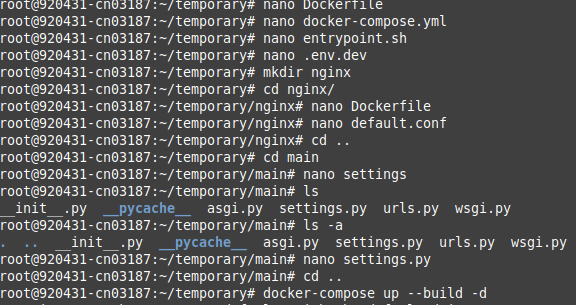 root@920431-cn03187:~/temporary# nano Dockerfile
root@920431-cn03187:~/temporary# nano docker-compose.yml
root@920431-cn03187:~/temporary# nano entrypoint.sh
root@920431-cn03187:~/temporary# nano .env.dev
root@920431-cn03187:~/temporary# mkdir nginx
root@920431-cn03187:~/temporary# cd nginx/
root@920431-cn03187:~/temporary/nginx# nano Dockerfile
root@920431-cn03187:~/temporary/nginx# nano default.conf
root@920431-cn03187:~/temporary/nginx# cd ..
root@920431-cn03187:~/temporary# cd main
root@920431-cn03187:~/temporary/main# nano settings
root@920431-cn03187:~/temporary/main# ls
__init__.py  __pycache__  asgi.py  settings.py  urls.py  wsgi.py
root@920431-cn03187:~/temporary/main# ls -a
.  ..  __init__.py  __pycache__  asgi.py  settings.py  urls.py  wsgi.py
root@920431-cn03187:~/temporary/main# nano settings.py
root@920431-cn03187:~/temporary/main# cd ..
root@920431-cn03187:~/temporary# docker-compose up --build -d